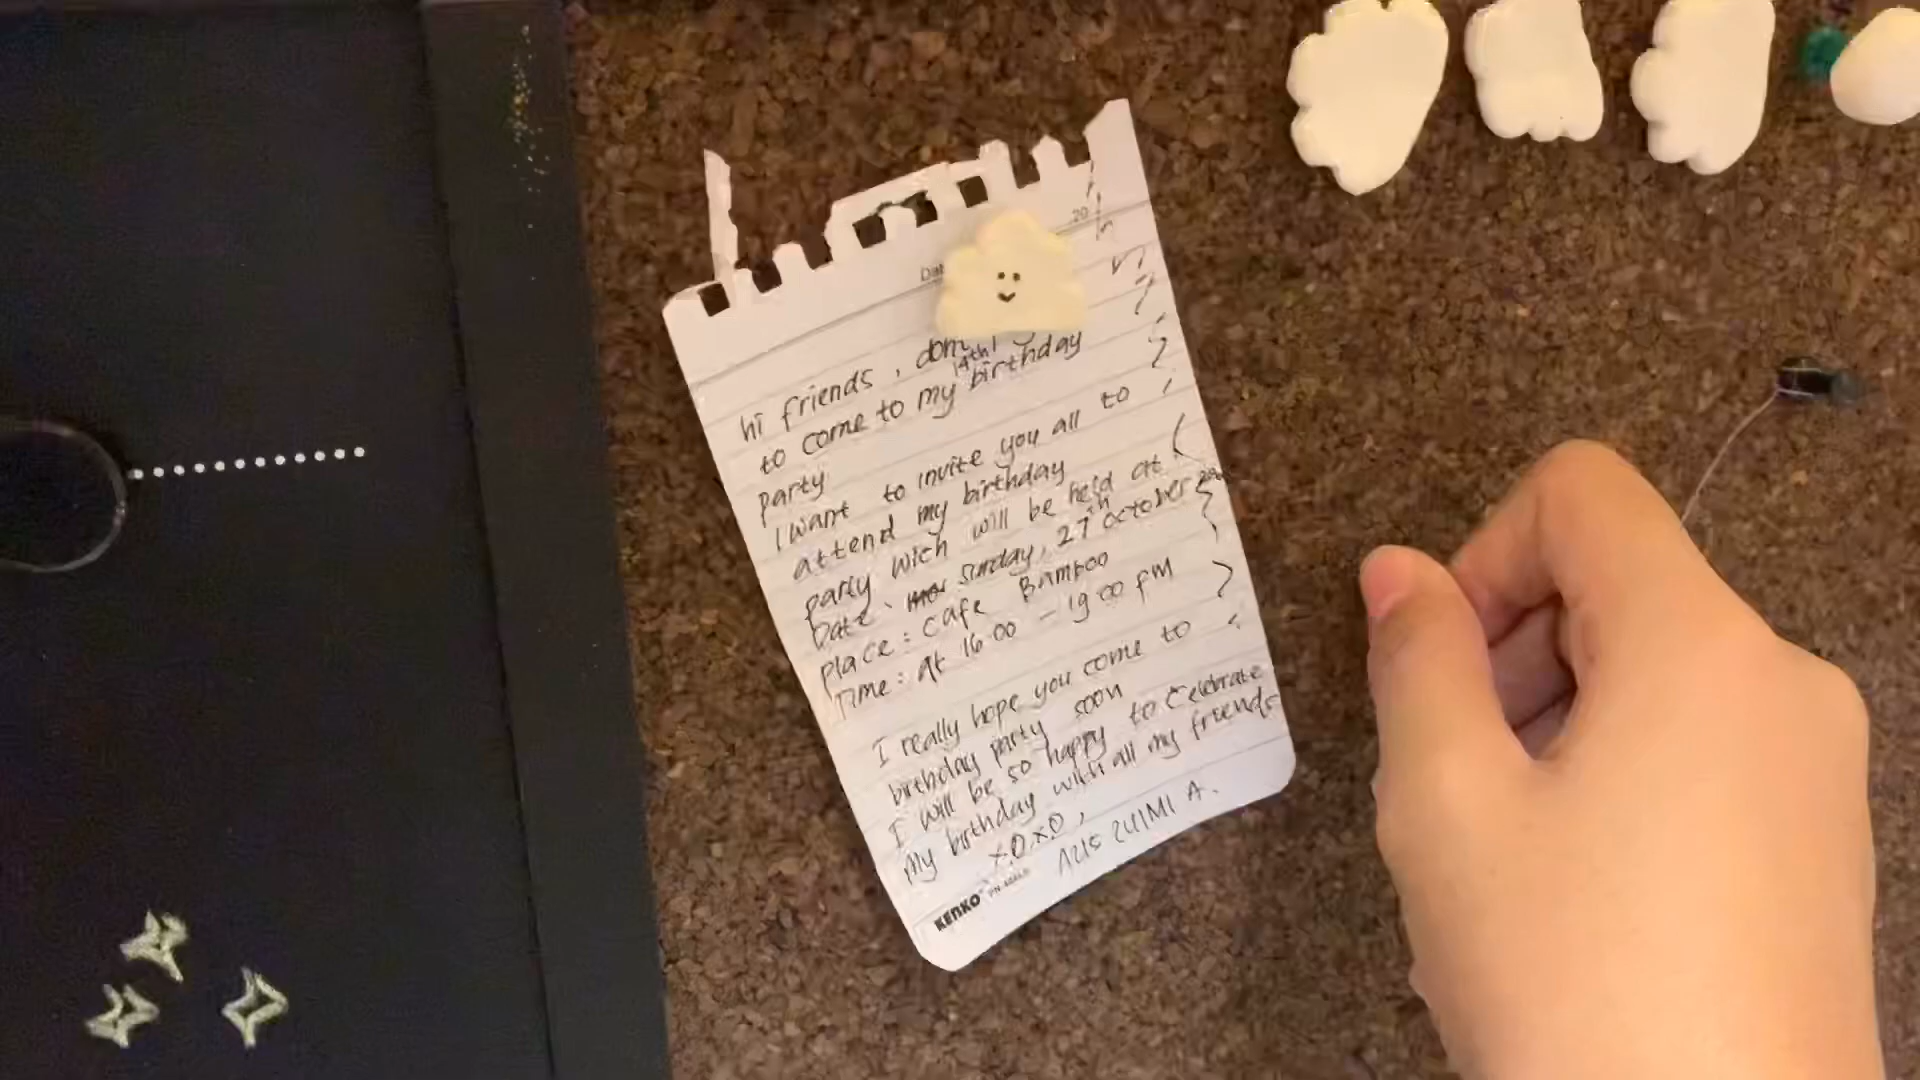 Dat 20
hi friends,
14th!
to come to my birthday
party
I want to invite you all to
attend my birthday
party wich will be held at
Date: sunday, 27th october
place: cafe Bamboo
Time: at 16 00 - 19 00 PM
I really hope you come to
birthday party soon
I will be so happy to celebrate
My birthday with all my friends
X.O.X.O,
KENKO